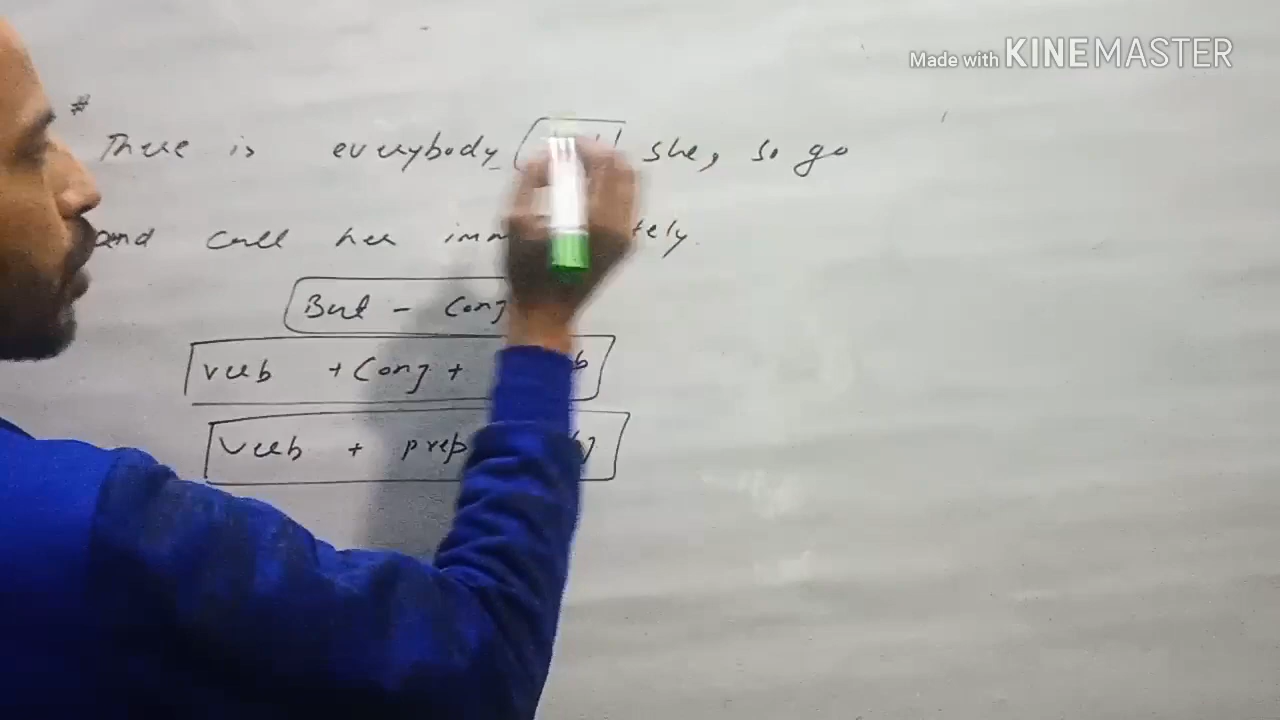 Made with KINEMASTER
#
There is everybody she, so go
and call her
But - Conj
verb + Conj +
Verb + prep